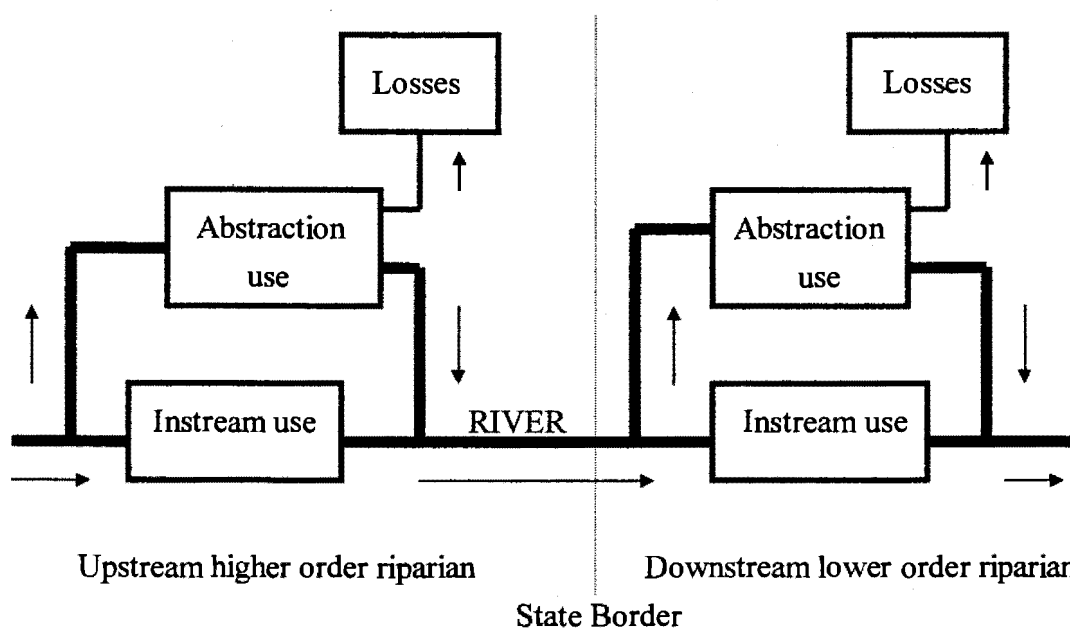 Losses
Losses
Abstraction
use
Abstraction
use
Instream use
RIVER
Instream use
Upstream higher order riparian
Downstream lower order riparian
State Border